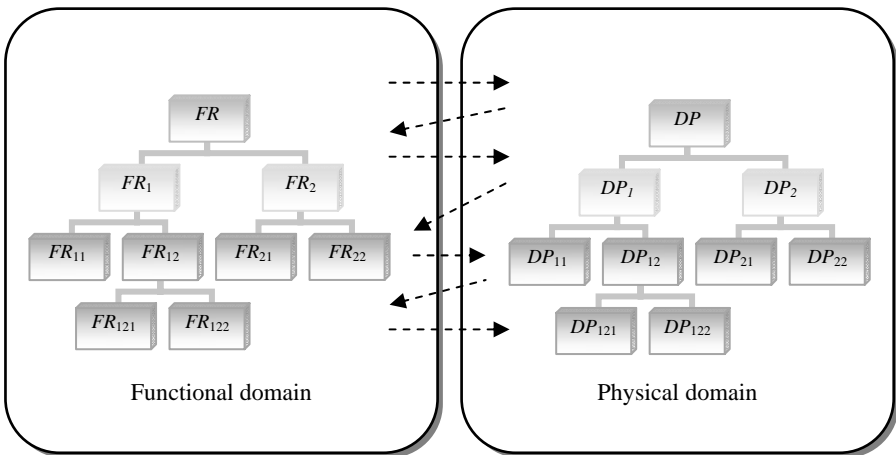 FR
FR₁ FR₂
FR₁₁ FR₁₂ FR₂₁ FR₂₂
FR₁₂₁ FR₁₂₂
Functional domain
DP
DP₁ DP₂
DP₁₁ DP₁₂ DP₂₁ DP₂₂
DP₁₂₁ DP₁₂₂
Physical domain